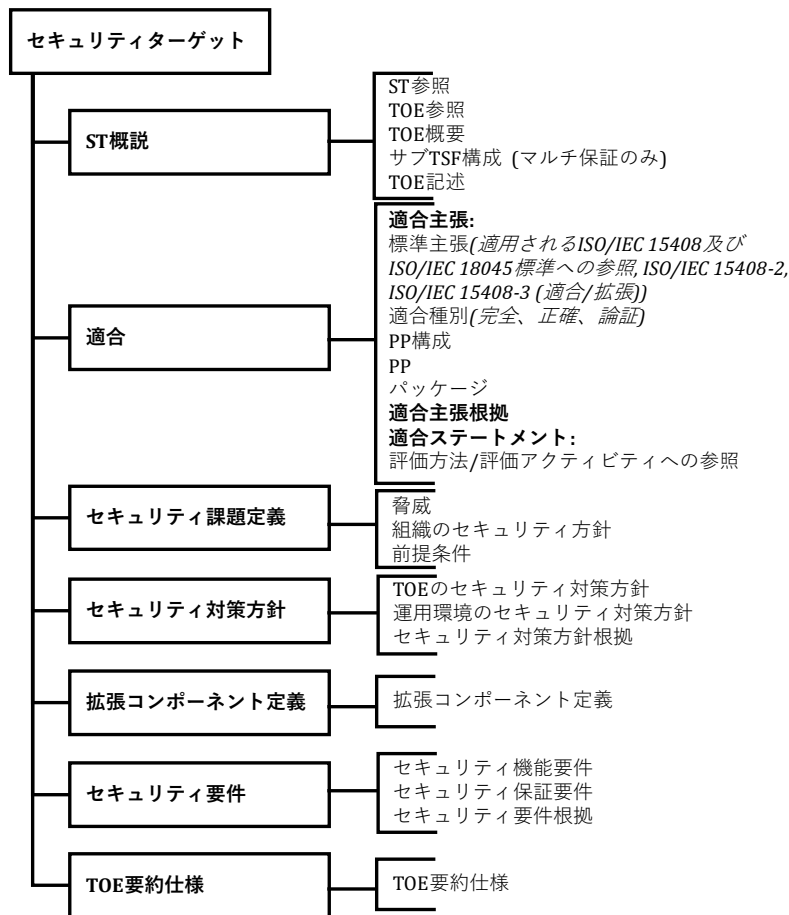 セキュリティターゲット
ST概説
ST参照
TOE参照
TOE概要
サブTSF構成 (マルチ保証のみ)
TOE記述
適合
適合主張:
標準主張(適用されるISO/IEC 15408及び
ISO/IEC 18045標準への参照, ISO/IEC 15408-2,
ISO/IEC 15408-3 (適合/拡張))
適合種別(完全、正確、論証)
PP構成
PP
パッケージ
適合主張根拠
適合ステートメント:
評価方法/評価アクティビティへの参照
セキュリティ課題定義
脅威
組織のセキュリティ方針
前提条件
セキュリティ対策方針
TOEのセキュリティ対策方針
運用環境のセキュリティ対策方針
セキュリティ対策方針根拠
拡張コンポーネント定義
拡張コンポーネント定義
セキュリティ要件
セキュリティ機能要件
セキュリティ保証要件
セキュリティ要件根拠
TOE要約仕様
TOE要約仕様